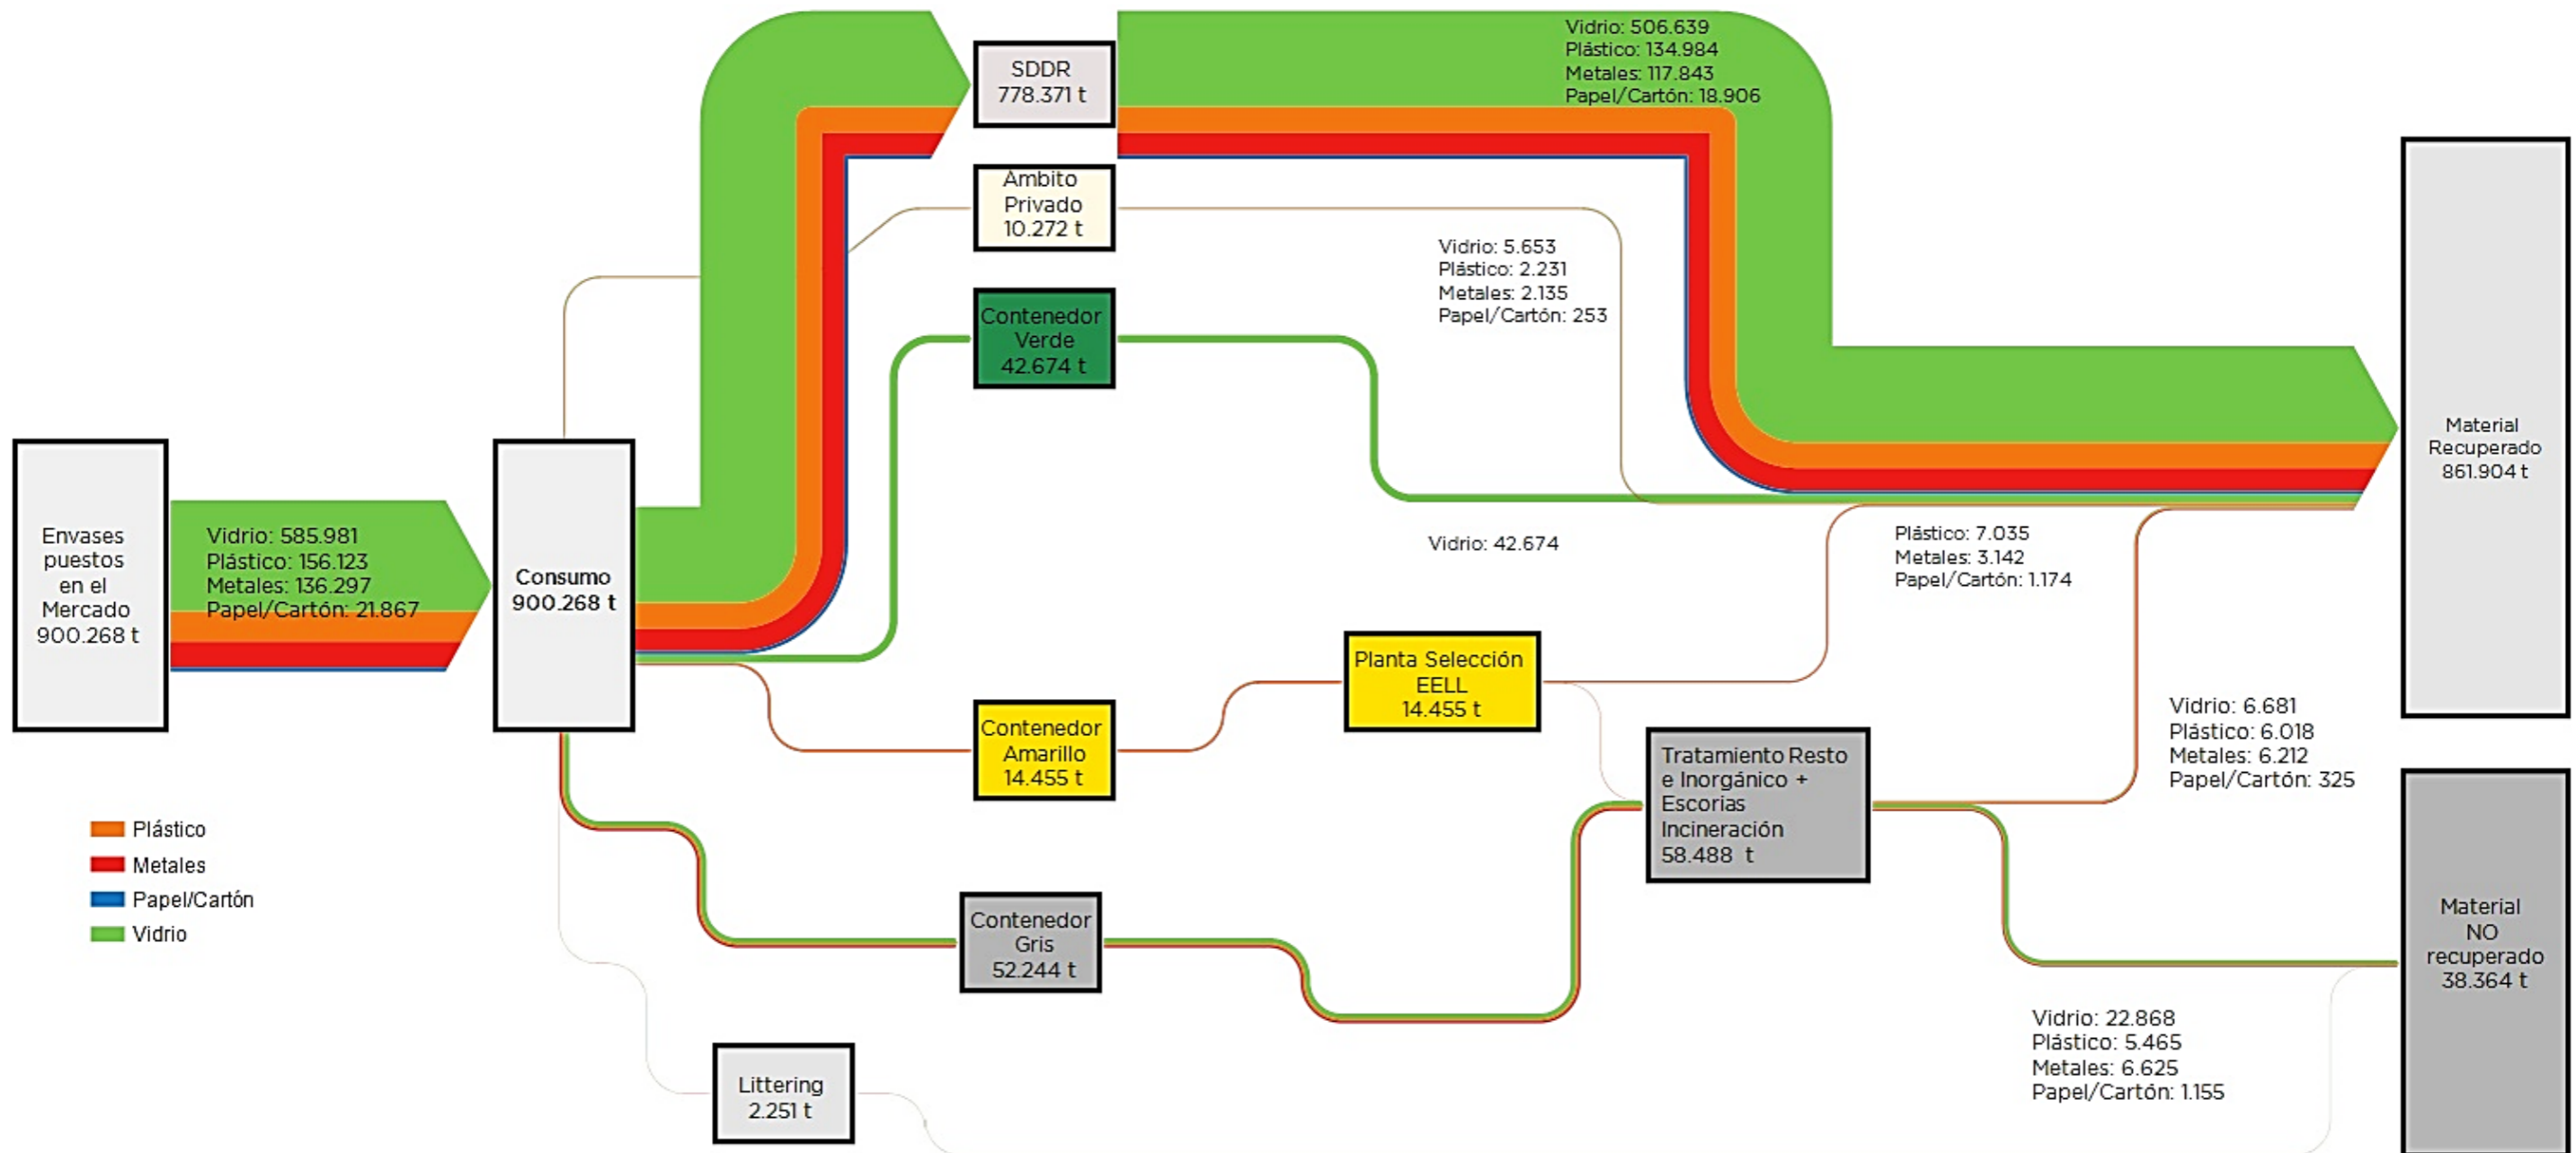 Envases
puestos
en el
Mercado
900.268 t
Vidrio: 585.981
Plástico: 156.123
Metales: 136.297
Papel/Cartón: 21.867
Consumo
900.268 t
SDDR
778.371 t
Vidrio: 506.639
Plástico: 134.984
Metales: 117.843
Papel/Cartón: 18.906
Ambito
Privado
10.272 t
Vidrio: 5.653
Plástico: 2.231
Metales: 2.135
Papel/Cartón: 253
Contenedor
Verde
42.674 t
Vidrio: 42.674
Contenedor
Amarillo
14.455 t
Planta Selección
EELL
14.455 t
Plástico: 7.035
Metales: 3.142
Papel/Cartón: 1.174
Contenedor
Gris
52.244 t
Tratamiento Resto
e Inorgánico +
Escorias
Incineración
58.488 t
Vidrio: 6.681
Plástico: 6.018
Metales: 6.212
Papel/Cartón: 325
Littering
2.251 t
Vidrio: 22.868
Plástico: 5.465
Metales: 6.625
Papel/Cartón: 1.155
Material
Recuperado
861.904 t
Material
NO
recuperado
38.364 t
Plástico
Metales
Papel/Cartón
Vidrio